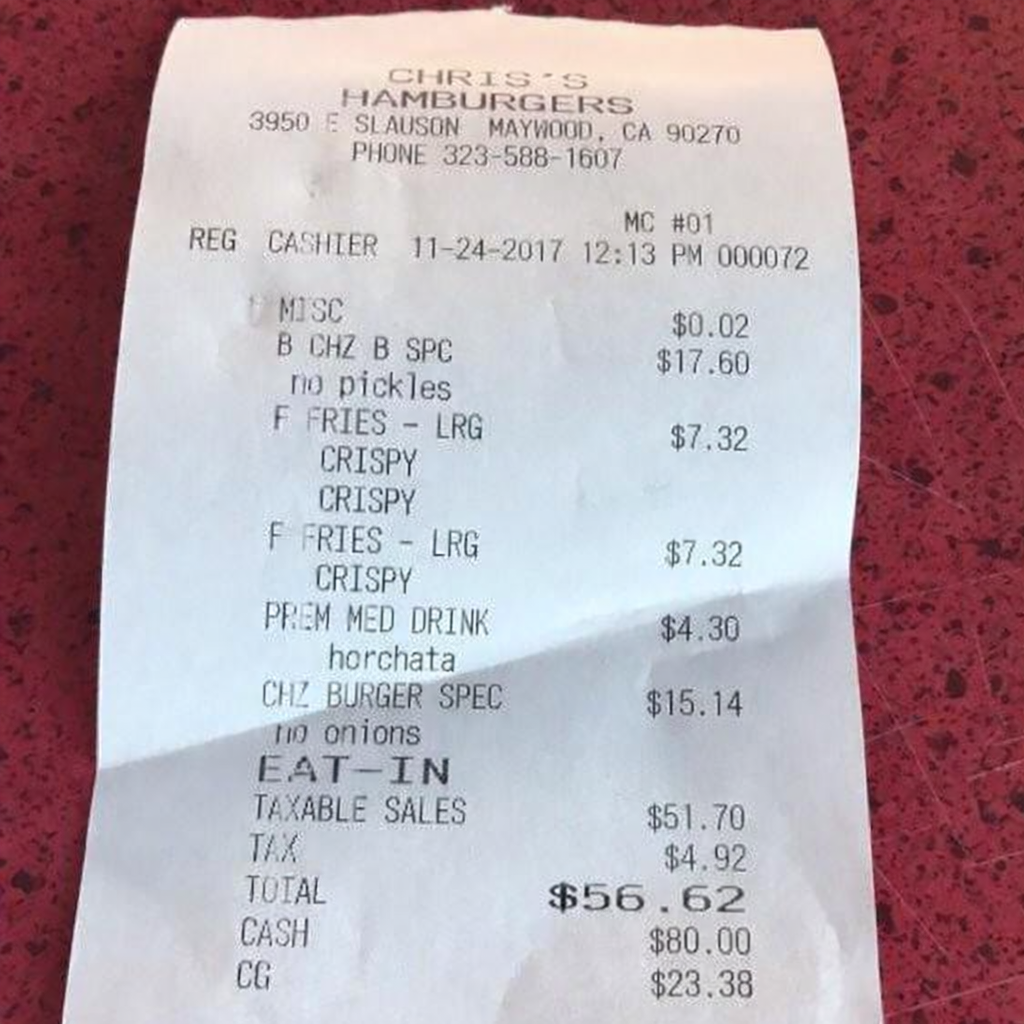 CHRIS'S
HAMBURGERS
3950 E SLAUSON MAYWOOD, CA 90270
PHONE 323-588-1607
MC #01
REG CASHIER 11-24-2017 12:13 PM 000072
MISC $0.02
B CHZ B SPC $17.60
no pickles
F FRIES - LRG $7.32
CRISPY
CRISPY
F FRIES - LRG $7.32
CRISPY
PREM MED DRINK $4.30
horchata
CHZ BURGER SPEC $15.14
no onions
EAT-IN
TAXABLE SALES $51.70
TAX $4.92
TOTAL $56.62
CASH $80.00
CG $23.38